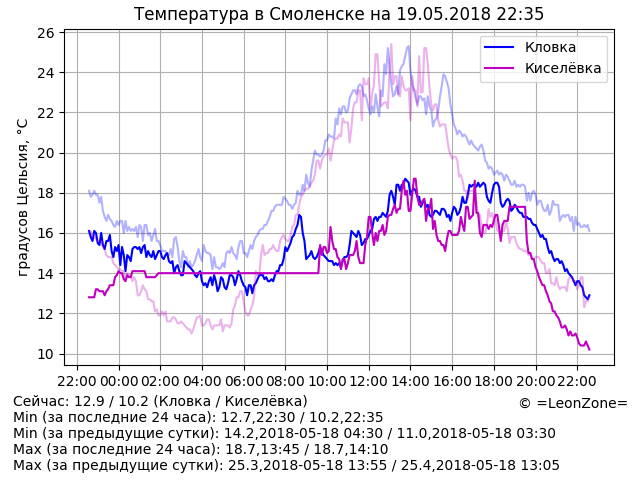 Температура в Смоленске на 19.05.2018 22:35
градусов Цельсия, °C
26
24
22
20
18
16
14
12
10
Кловка
Киселёвка
22:00 00:00 02:00 04:00 06:00 08:00 10:00 12:00 14:00 16:00 18:00 20:00 22:00
Сейчас: 12.9 / 10.2 (Кловка / Киселёвка)
© =LeonZone=
Min (за последние 24 часа): 12.7,22:30 / 10.2,22:35
Min (за предыдущие сутки): 14.2,2018-05-18 04:30 / 11.0,2018-05-18 03:30
Max (за последние 24 часа): 18.7,13:45 / 18.7,14:10
Max (за предыдущие сутки): 25.3,2018-05-18 13:55 / 25.4,2018-05-18 13:05